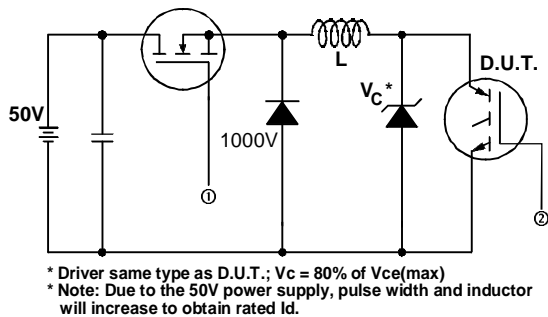 L
D.U.T.
VC *
50V
1000V
①
②
* Driver same type as D.U.T.; Vc = 80% of Vce(max)
* Note: Due to the 50V power supply, pulse width and inductor
will increase to obtain rated Id.